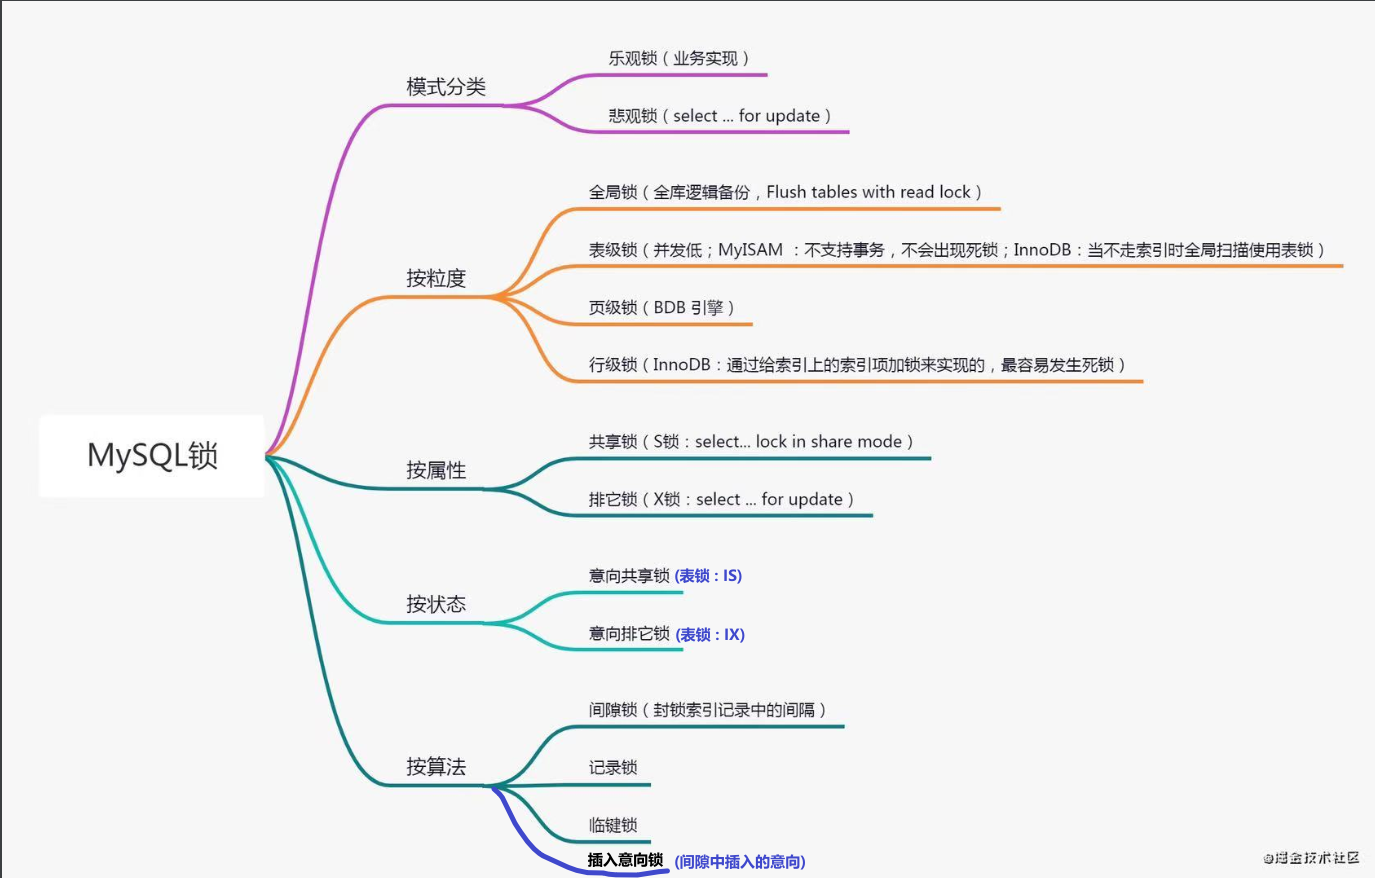 MySQL锁
模式分类
乐观锁（业务实现）
悲观锁（select ... for update）
按粒度
全局锁（全库逻辑备份，Flush tables with read lock）
表级锁（并发低；MyISAM ：不支持事务，不会出现死锁；InnoDB：当不走索引时全局扫描使用表锁）
页级锁（BDB 引擎）
行级锁（InnoDB：通过给索引上的索引项加锁来实现的，最容易发生死锁）
按属性
共享锁（S锁：select... lock in share mode）
排它锁（X锁：select ... for update）
按状态
意向共享锁 (表锁：IS)
意向排它锁 (表锁：IX)
按算法
间隙锁（封锁索引记录中的间隔）
记录锁
临键锁
插入意向锁 (间隙中插入的意向)
@掘金技术社区